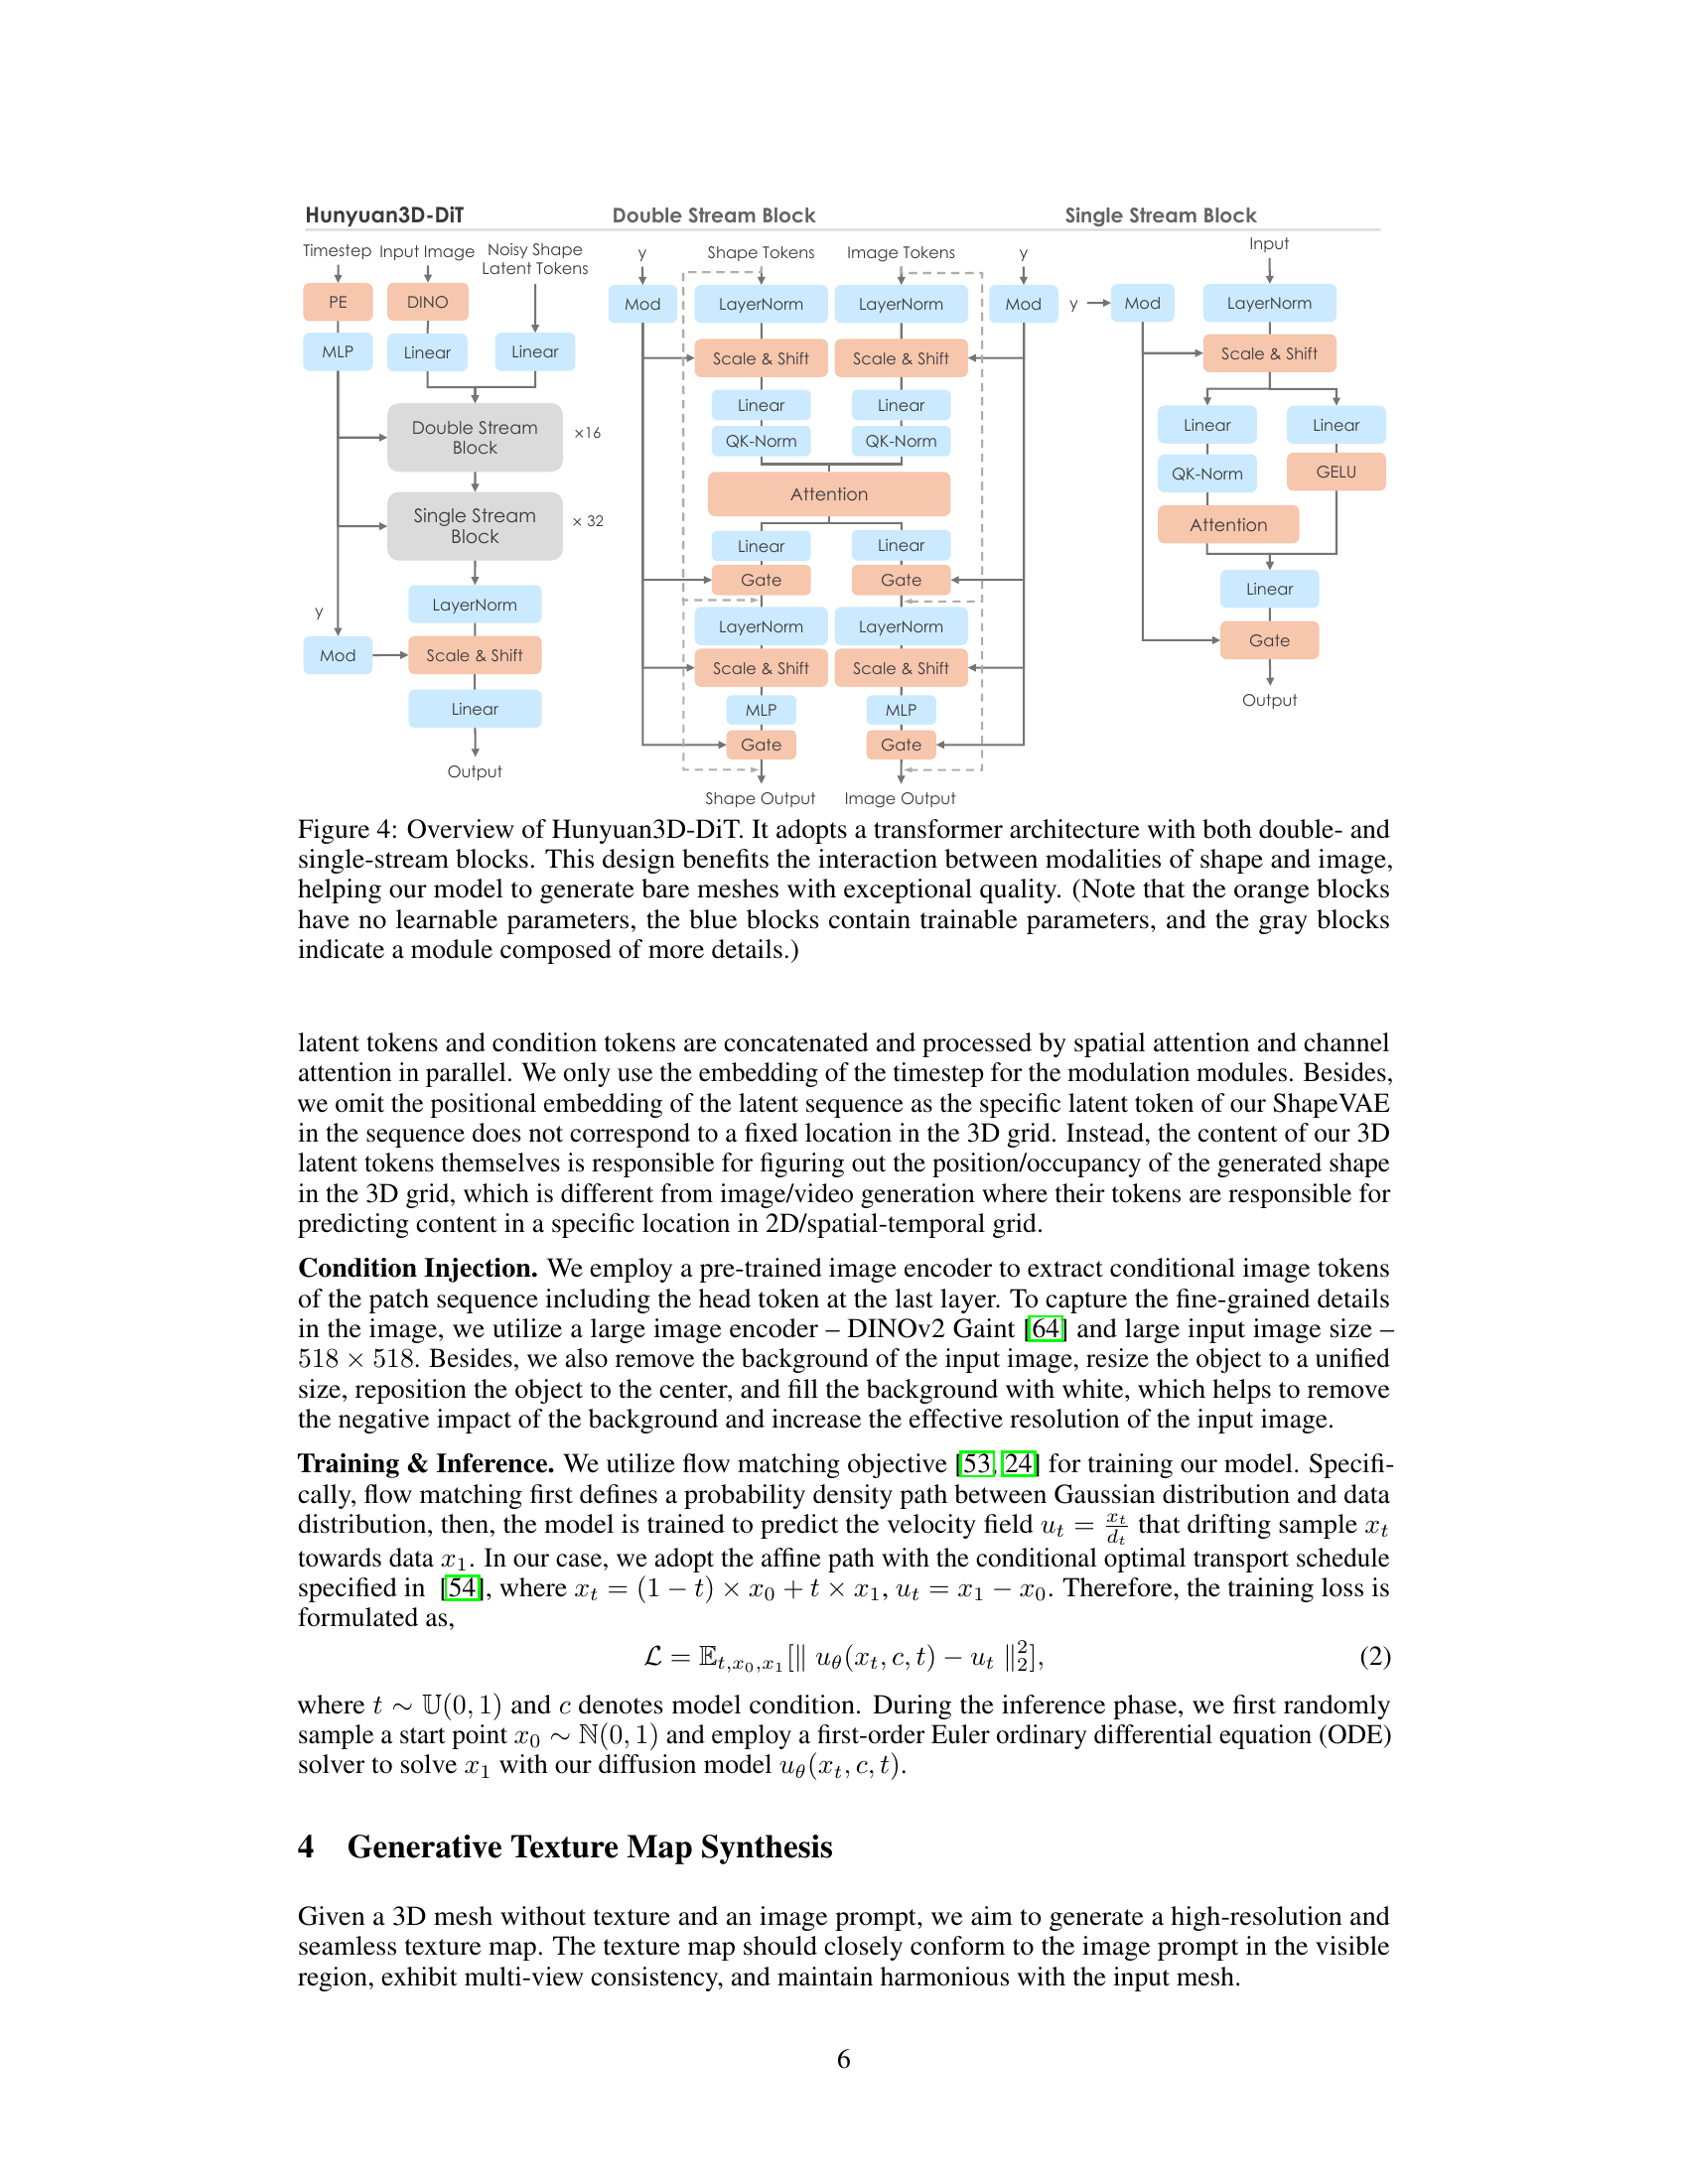 Hunyuan3D-DiT
Timestep
Input Image
Noisy Shape
Latent Tokens
PE
DINO
MLP
Linear
Linear
Double Stream
Block
×16
Single Stream
Block
× 32
LayerNorm
y
Mod
Scale & Shift
Linear
Output
Double Stream Block
y
Shape Tokens
Image Tokens
y
Mod
LayerNorm
LayerNorm
Mod
Scale & Shift
Scale & Shift
Linear
Linear
QK-Norm
QK-Norm
Attention
Linear
Linear
Gate
Gate
LayerNorm
LayerNorm
Scale & Shift
Scale & Shift
MLP
MLP
Gate
Gate
Shape Output
Image Output
Single Stream Block
Input
y
Mod
LayerNorm
Scale & Shift
Linear
Linear
QK-Norm
GELU
Attention
Linear
Gate
Output
Figure 4: Overview of Hunyuan3D-DiT. It adopts a transformer architecture with both double- and
single-stream blocks. This design benefits the interaction between modalities of shape and image,
helping our model to generate bare meshes with exceptional quality. (Note that the orange blocks
have no learnable parameters, the blue blocks contain trainable parameters, and the gray blocks
indicate a module composed of more details.)
latent tokens and condition tokens are concatenated and processed by spatial attention and channel
attention in parallel. We only use the embedding of the timestep for the modulation modules. Besides,
we omit the positional embedding of the latent sequence as the specific latent token of our ShapeVAE
in the sequence does not correspond to a fixed location in the 3D grid. Instead, the content of our 3D
latent tokens themselves is responsible for figuring out the position/occupancy of the generated shape
in the 3D grid, which is different from image/video generation where their tokens are responsible for
predicting content in a specific location in 2D/spatial-temporal grid.
Condition Injection. We employ a pre-trained image encoder to extract conditional image tokens
of the patch sequence including the head token at the last layer. To capture the fine-grained details
in the image, we utilize a large image encoder – DINOv2 Gaint [64] and large input image size –
518 × 518. Besides, we also remove the background of the input image, resize the object to a unified
size, reposition the object to the center, and fill the background with white, which helps to remove
the negative impact of the background and increase the effective resolution of the input image.
Training & Inference. We utilize flow matching objective [53, 24] for training our model. Specifi-
cally, flow matching first defines a probability density path between Gaussian distribution and data
distribution, then, the model is trained to predict the velocity field $u_t = \frac{x_t}{d_t}$ that drifting sample $x_t$
towards data $x_1$. In our case, we adopt the affine path with the conditional optimal transport schedule
specified in [54], where $x_t = (1 - t) \times x_0 + t \times x_1, u_t = x_1 - x_0$. Therefore, the training loss is
formulated as,
$\mathcal{L} = \mathbb{E}_{t,x_0,x_1}[\| u_\theta(x_t, c, t) - u_t \|_2^2],$ (2)
where $t \sim \mathbb{U}(0, 1)$ and $c$ denotes model condition. During the inference phase, we first randomly
sample a start point $x_0 \sim \mathbb{N}(0, 1)$ and employ a first-order Euler ordinary differential equation (ODE)
solver to solve $x_1$ with our diffusion model $u_\theta(x_t, c, t)$.
4 Generative Texture Map Synthesis
Given a 3D mesh without texture and an image prompt, we aim to generate a high-resolution and
seamless texture map. The texture map should closely conform to the image prompt in the visible
region, exhibit multi-view consistency, and maintain harmonious with the input mesh.
6